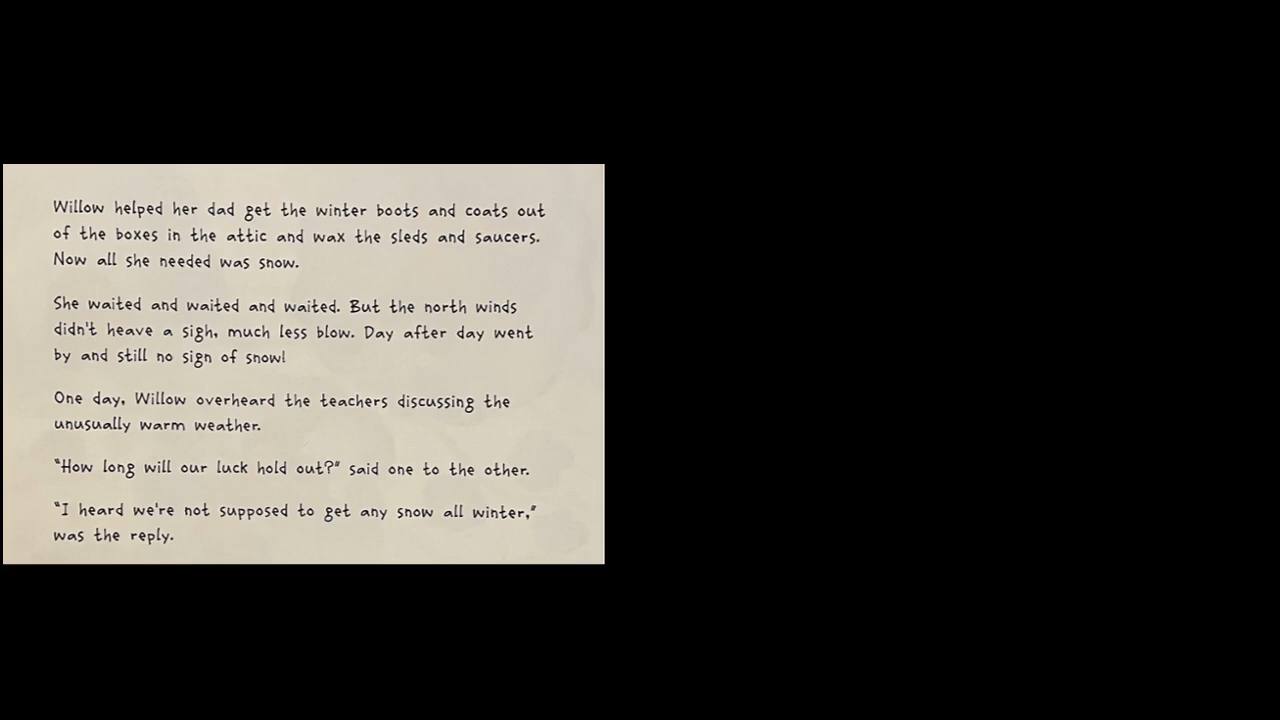 Willow helped her dad get the winter boots and coats out
of the boxes in the attic and wax the sleds and saucers.
Now all she needed was snow.
She waited and waited and waited. But the north winds
didn't heave a sigh, much less blow. Day after day went
by and still no sign of snow!
One day, Willow overheard the teachers discussing the
unusually warm weather.
"How long will our luck hold out?" said one to the other.
"I heard we're not supposed to get any snow all winter,"
was the reply.